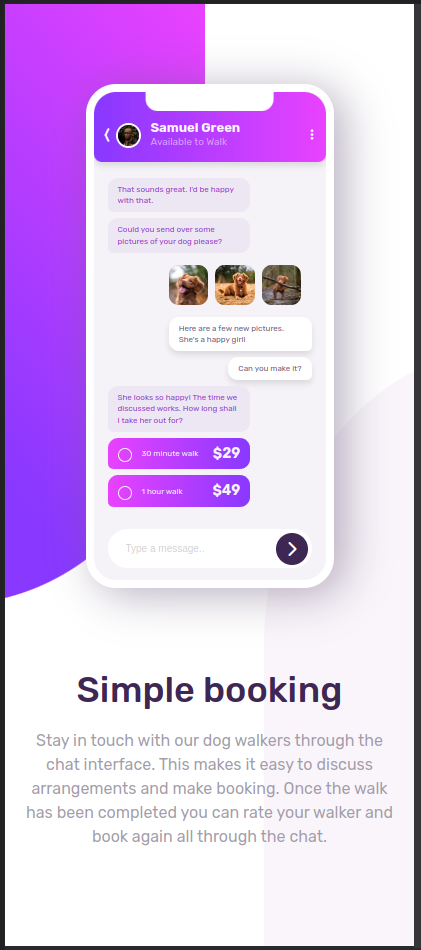 Samuel Green
Available to Walk
That sounds great. I'd be happy
with that.
Could you send over some
pictures of your dog please?
Here are a few new pictures.
She's a happy girl!
Can you make it?
She looks so happy! The time we
discussed works. How long shall
I take her out for?
30 minute walk $29
1 hour walk $49
Type a message..
Simple booking
Stay in touch with our dog walkers through the
chat interface. This makes it easy to discuss
arrangements and make booking. Once the walk
has been completed you can rate your walker and
book again all through the chat.